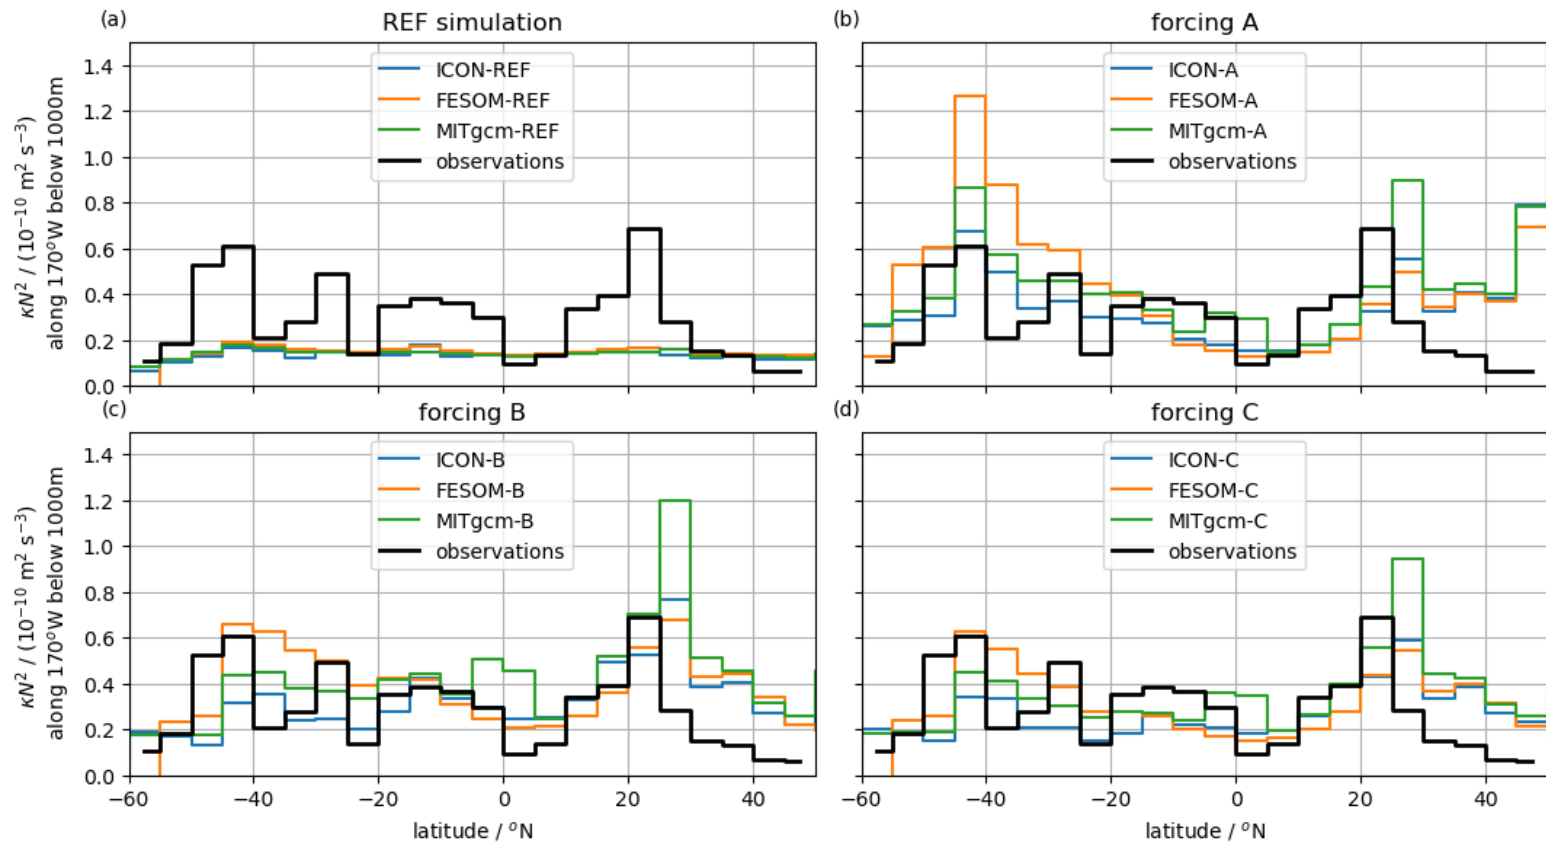 (a)
REF simulation
1.4
1.2
1.0
0.8
0.6
0.4
0.2
0.0
κN² / (10⁻¹⁰ m² s⁻³)
along 170°W below 1000m
ICON-REF
FESOM-REF
MITgcm-REF
observations
(b)
forcing A
ICON-A
FESOM-A
MITgcm-A
observations
(c)
forcing B
1.4
1.2
1.0
0.8
0.6
0.4
0.2
0.0
κN² / (10⁻¹⁰ m² s⁻³)
along 170°W below 1000m
ICON-B
FESOM-B
MITgcm-B
observations
−60 −40 −20 0 20 40
latitude / °N
(d)
forcing C
ICON-C
FESOM-C
MITgcm-C
observations
−60 −40 −20 0 20 40
latitude / °N